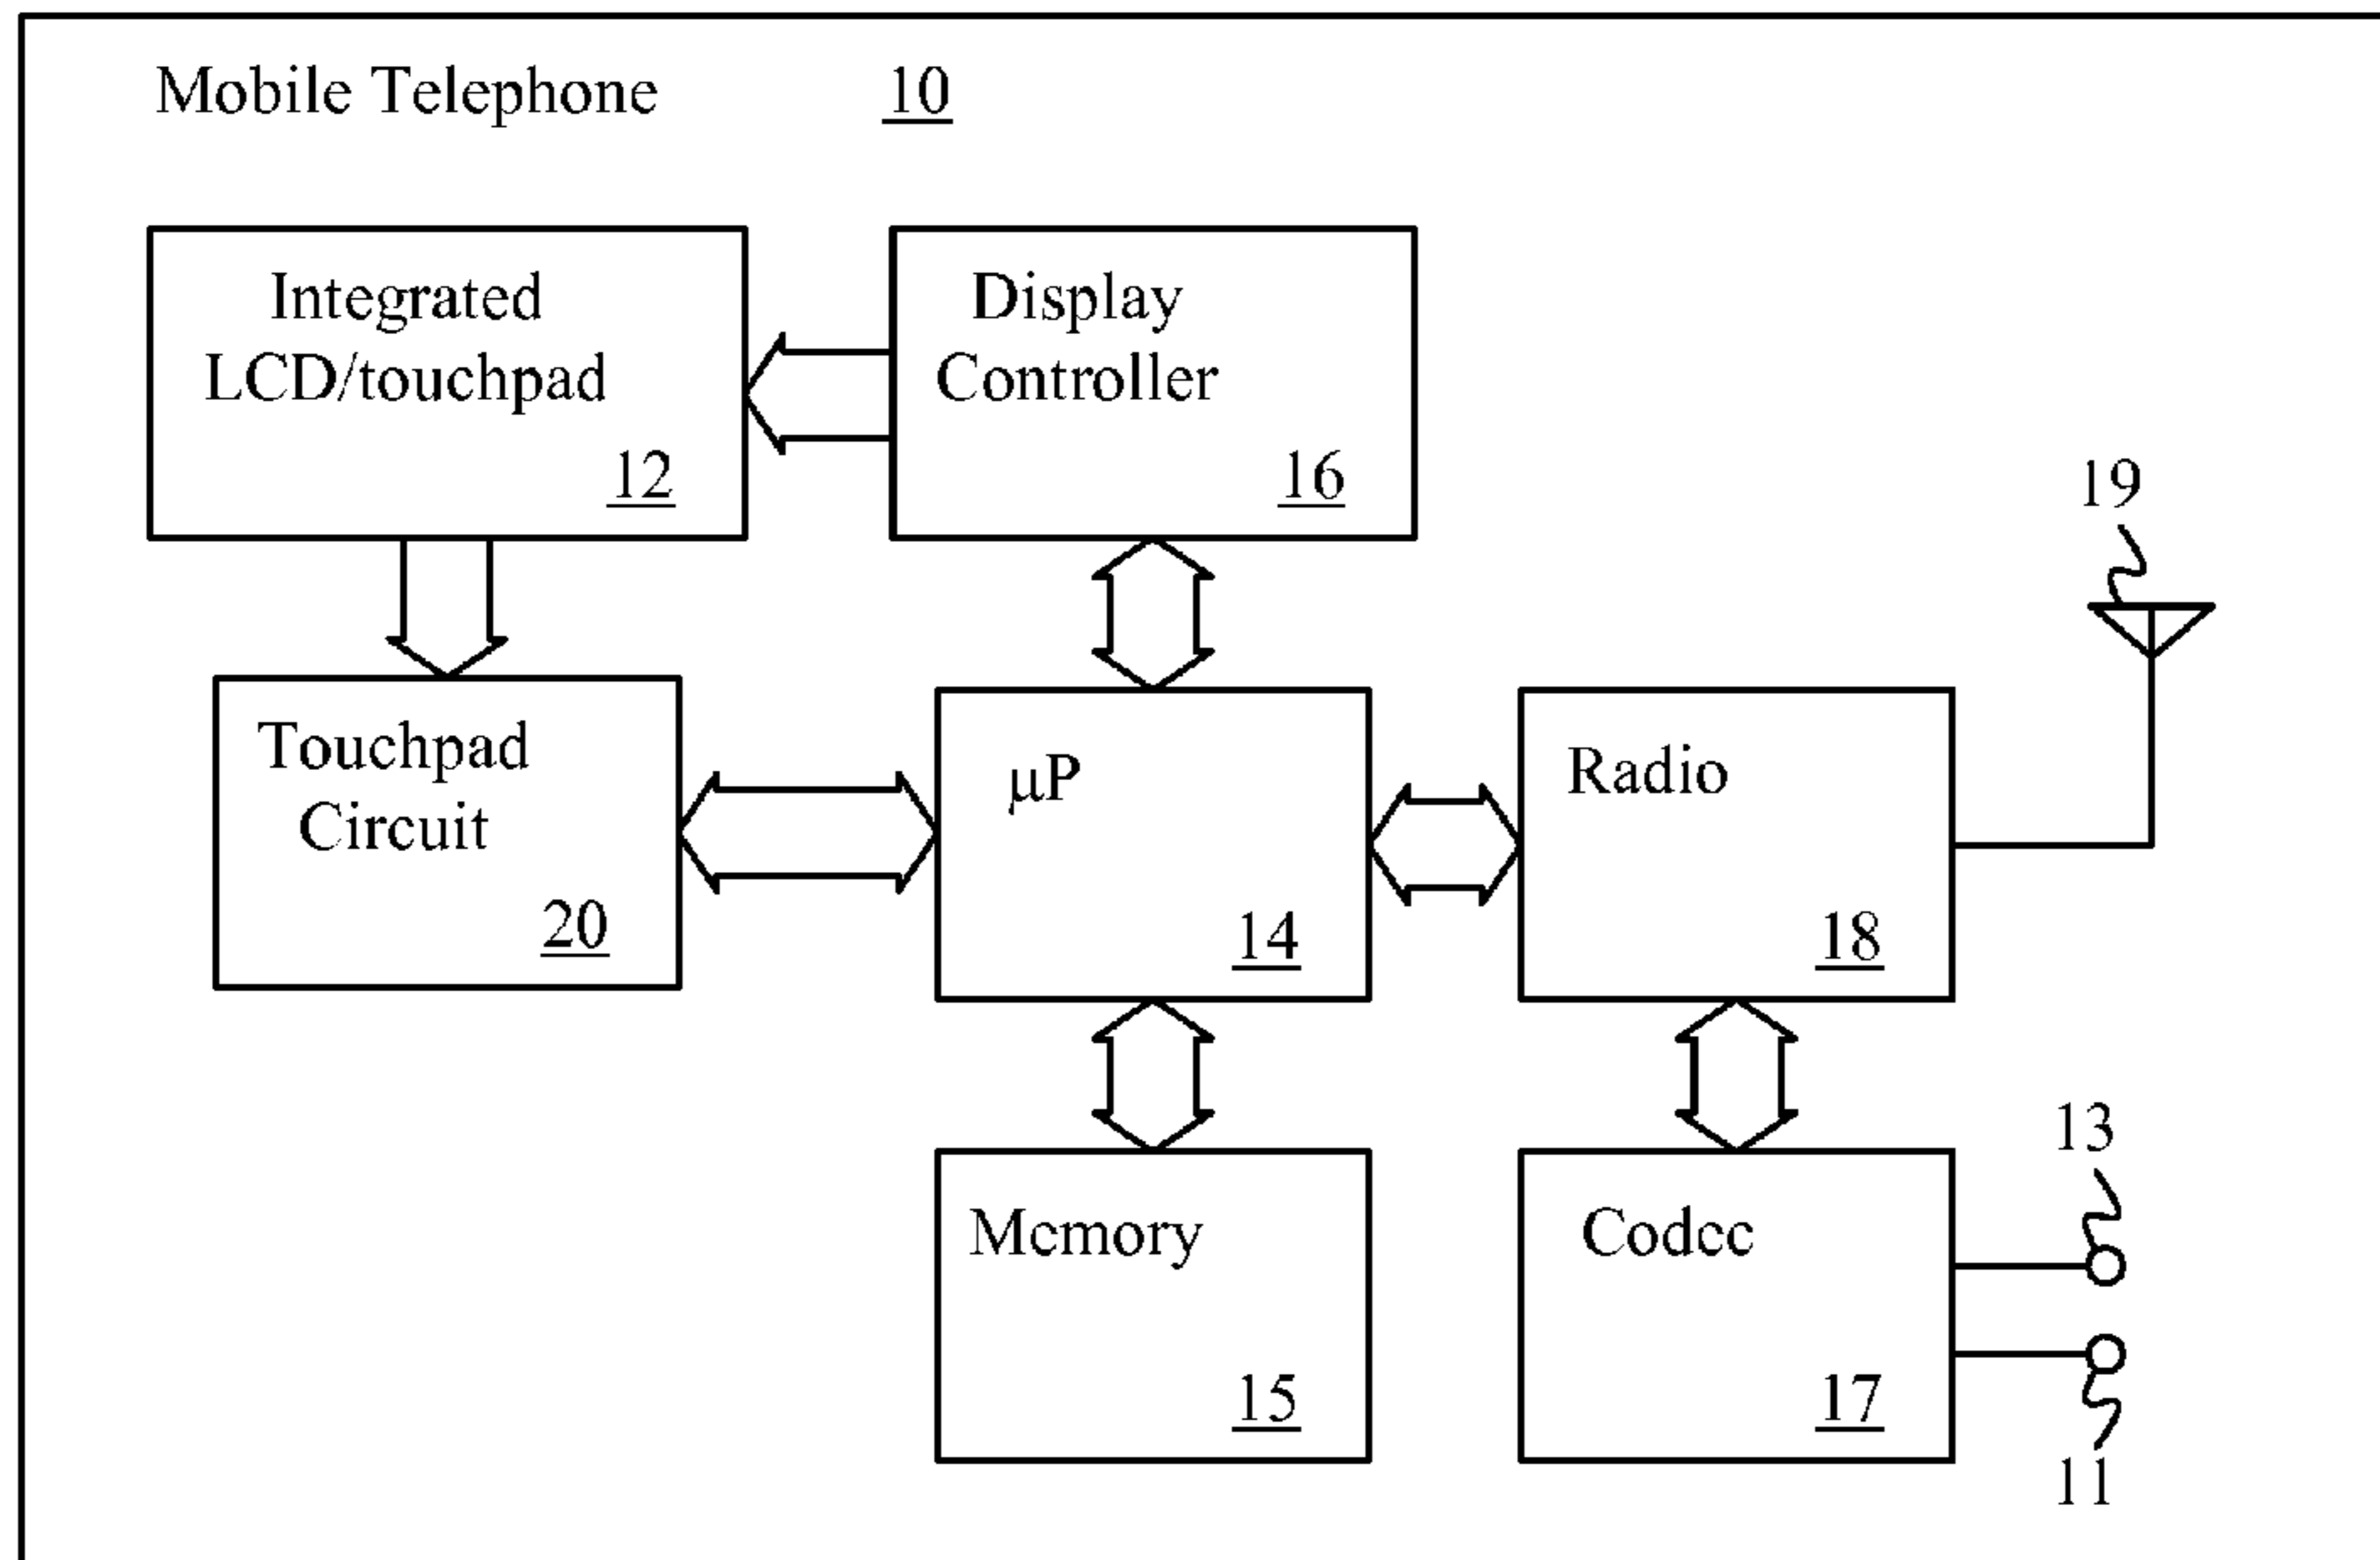 Mobile Telephone 10
Integrated
LCD/touchpad
12
Display
Controller
16
19
Touchpad
Circuit
20
μP
14
Radio
18
Memory
15
Codec
17
13
11